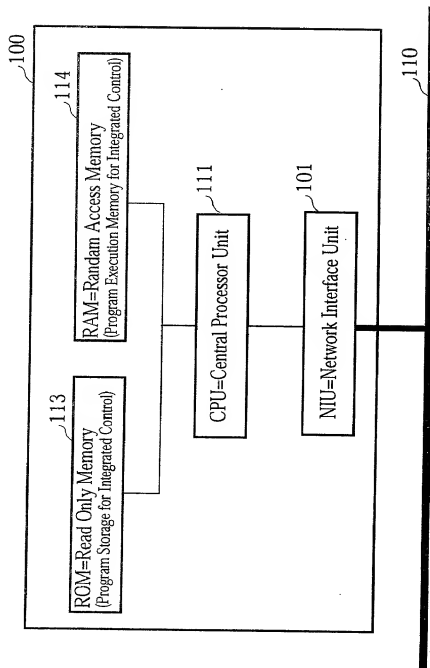 100
113
ROM=Read Only Memory
(Program Storage for Integrated Control)
114
RAM=Randam Access Memory
(Program Execution Memory for Integrated Control)
111
CPU=Central Processor Unit
101
NIU=Network Interface Unit
110